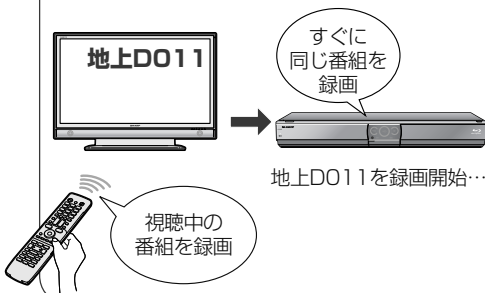 地上D011
すぐに
同じ番組を
録画
地上D011を録画開始…
視聴中の
番組を録画